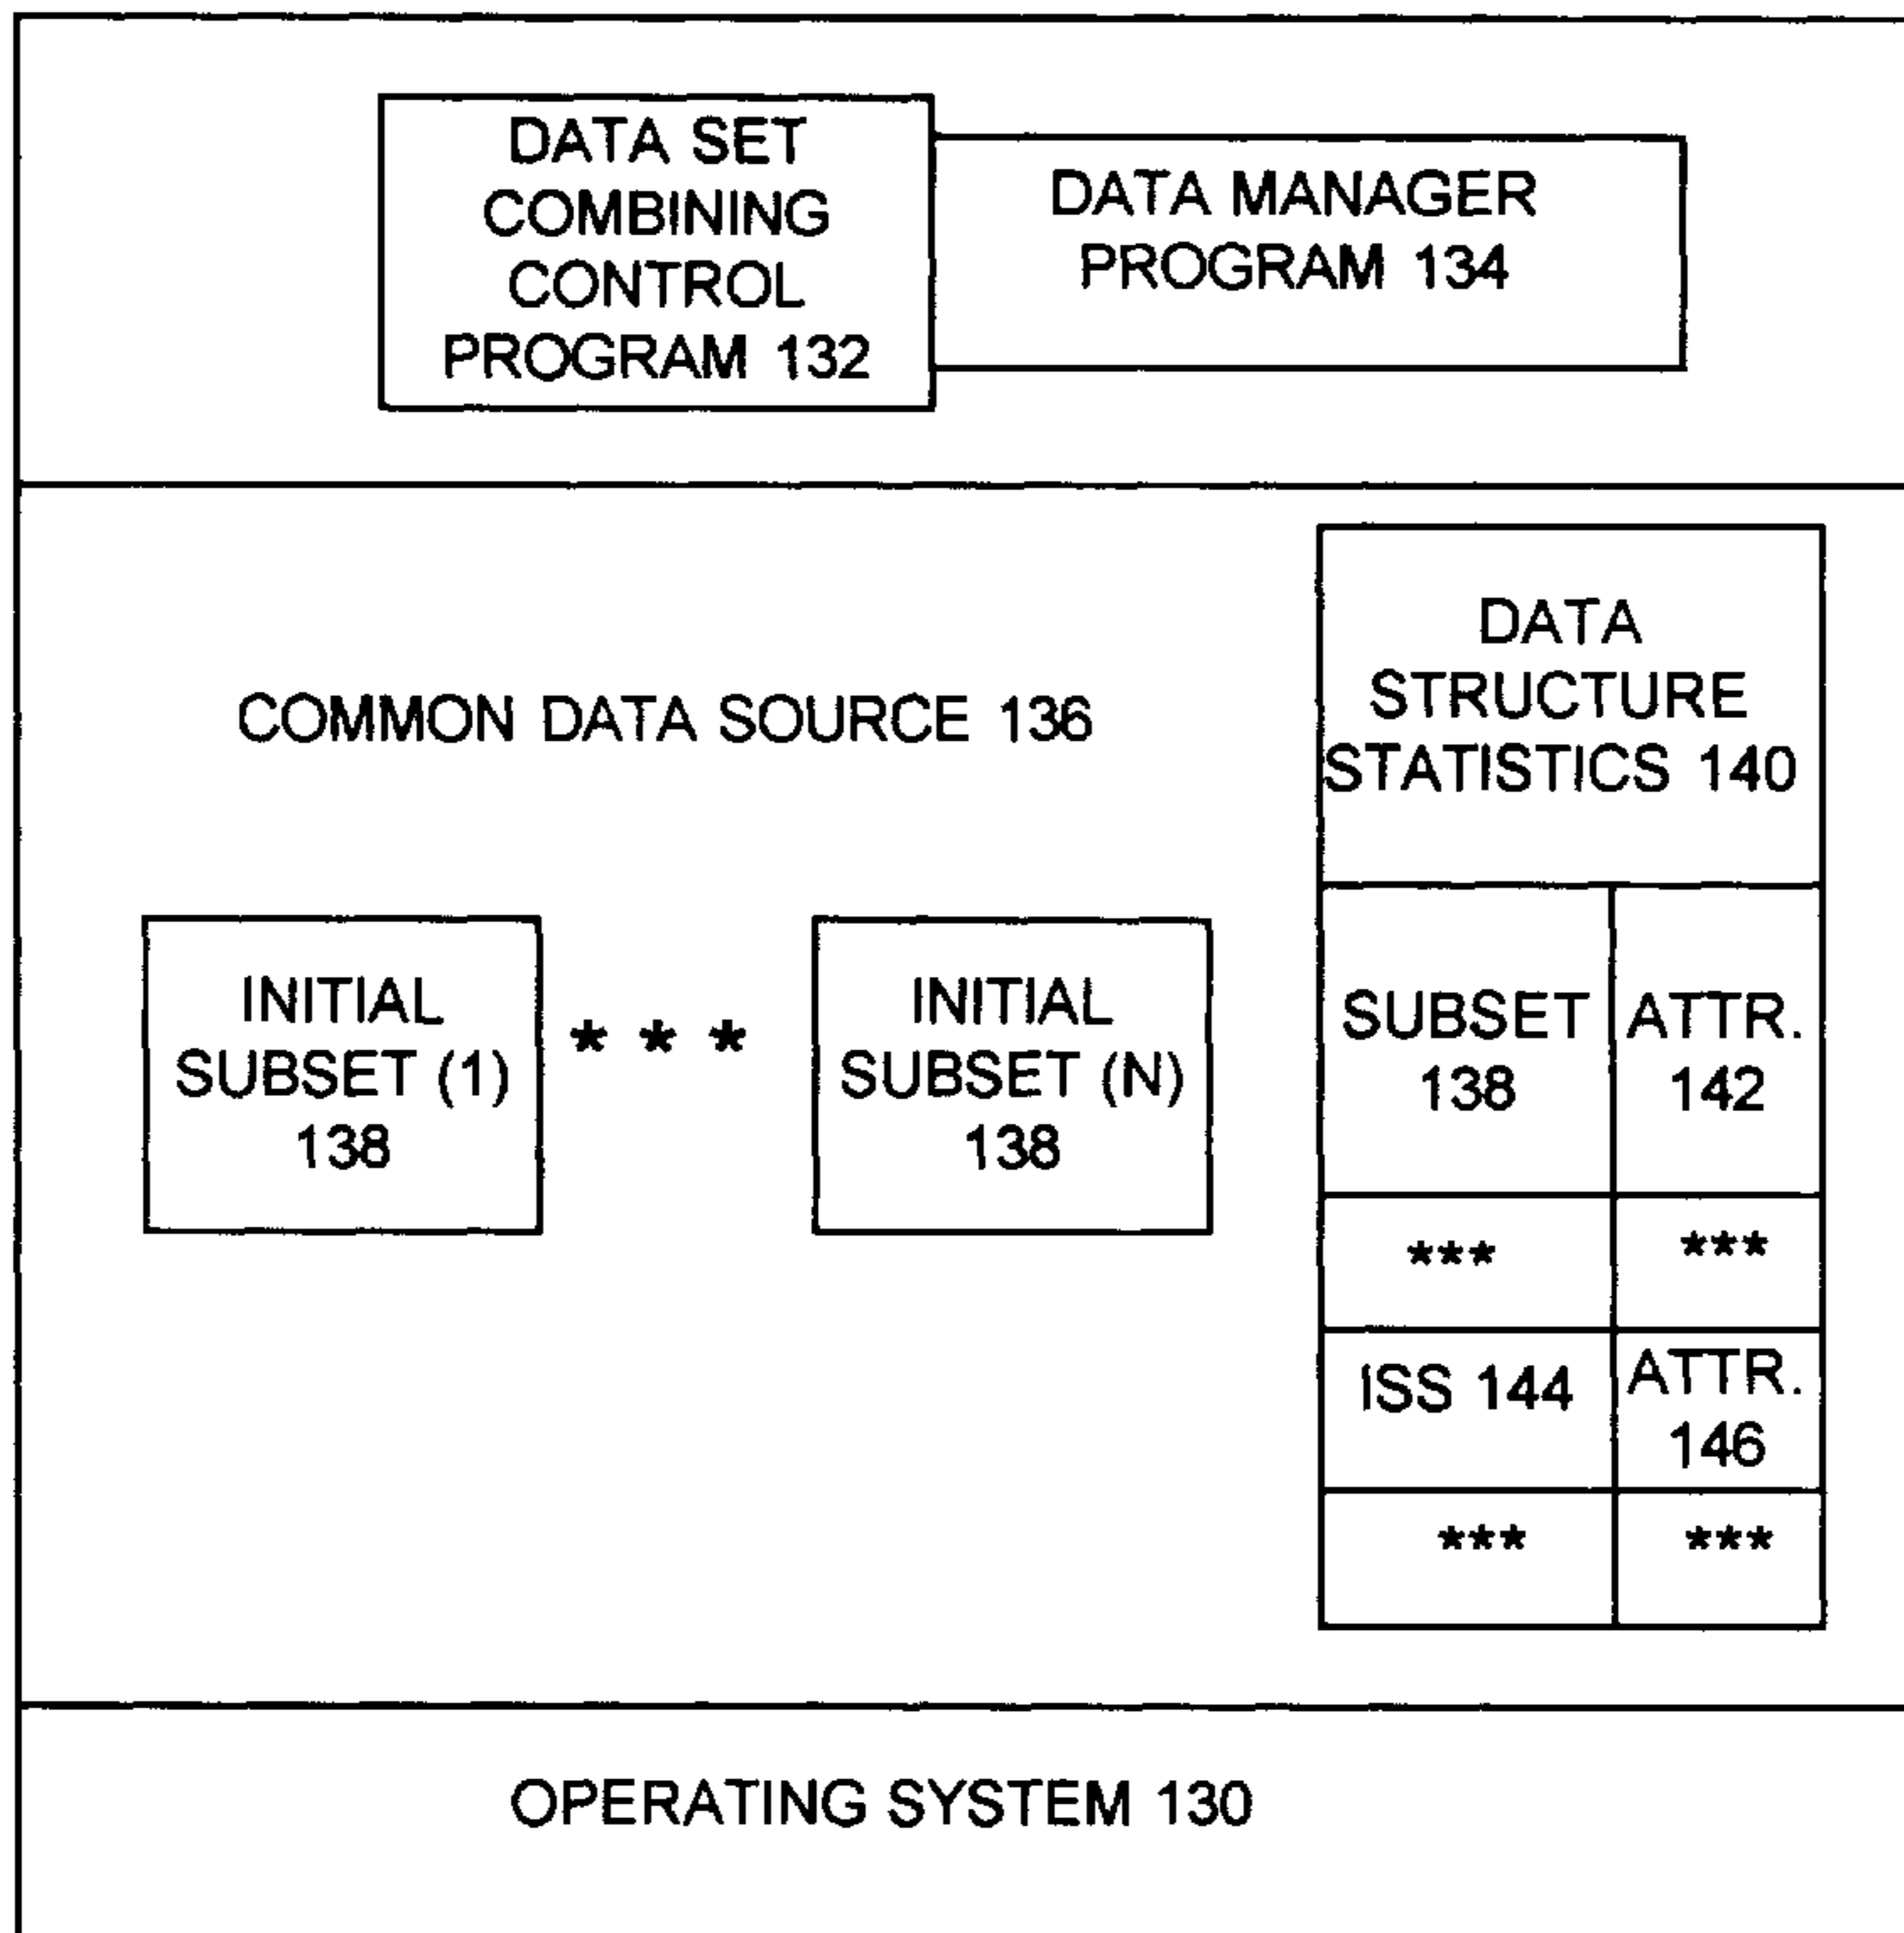 DATA SET
COMBINING
CONTROL
PROGRAM 132
DATA MANAGER
PROGRAM 134
COMMON DATA SOURCE 136
INITIAL
SUBSET (1)
138
* * *
INITIAL
SUBSET (N)
138
DATA
STRUCTURE
STATISTICS 140
SUBSET
138
ATTR.
142
***
***
ISS 144
ATTR.
146
***
***
OPERATING SYSTEM 130